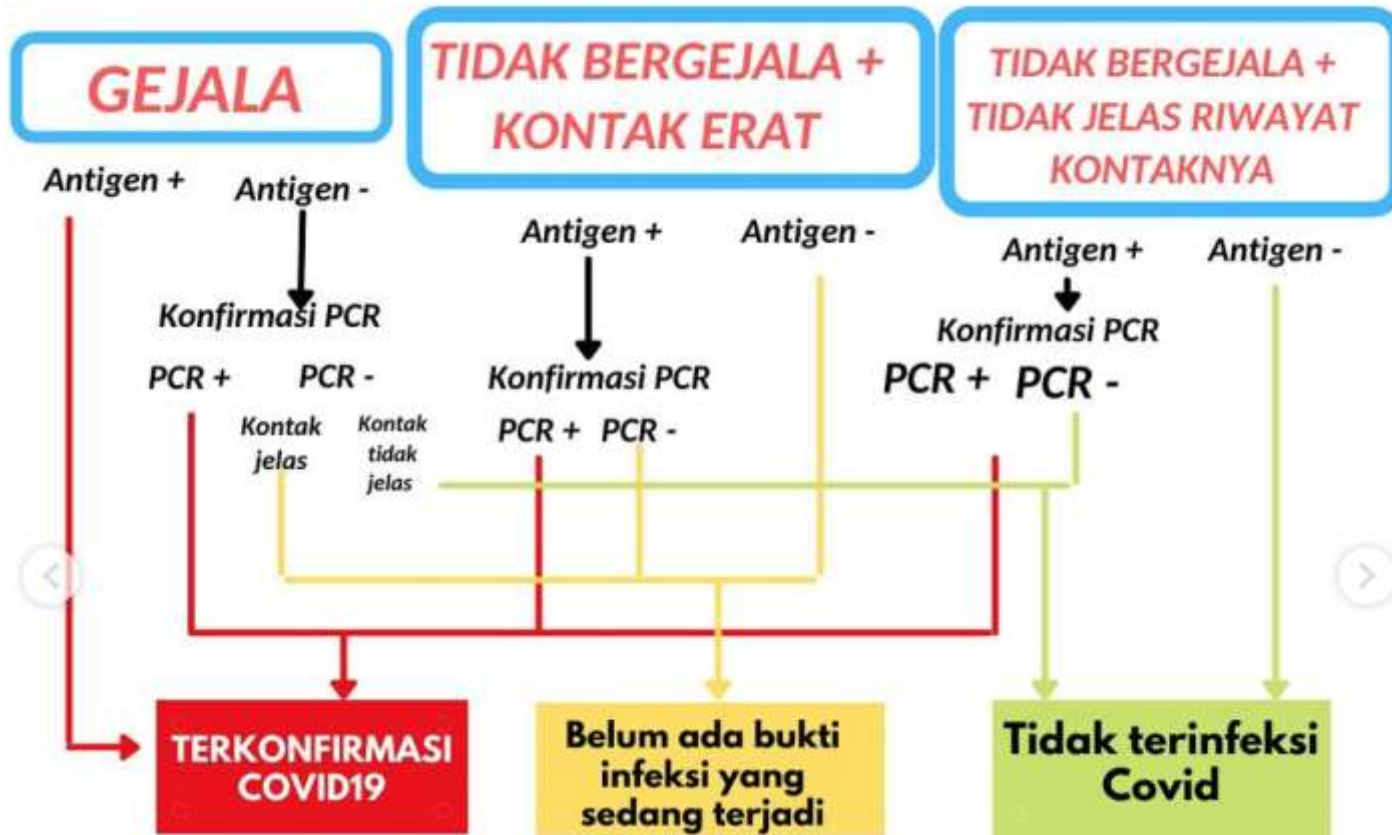 GEJALA
Antigen +
Antigen -
Konfirmasi PCR
PCR +
PCR -
Kontak
jelas
Kontak
tidak
jelas
TIDAK BERGEJALA +
KONTAK ERAT
Antigen +
Antigen -
Konfirmasi PCR
PCR +
PCR -
TIDAK BERGEJALA +
TIDAK JELAS RIWAYAT
KONTAKNYA
Antigen +
Antigen -
Konfirmasi PCR
PCR +
PCR -
TERKONFIRMASI
COVID19
Belum ada bukti
infeksi yang
sedang terjadi
Tidak terinfeksi
Covid